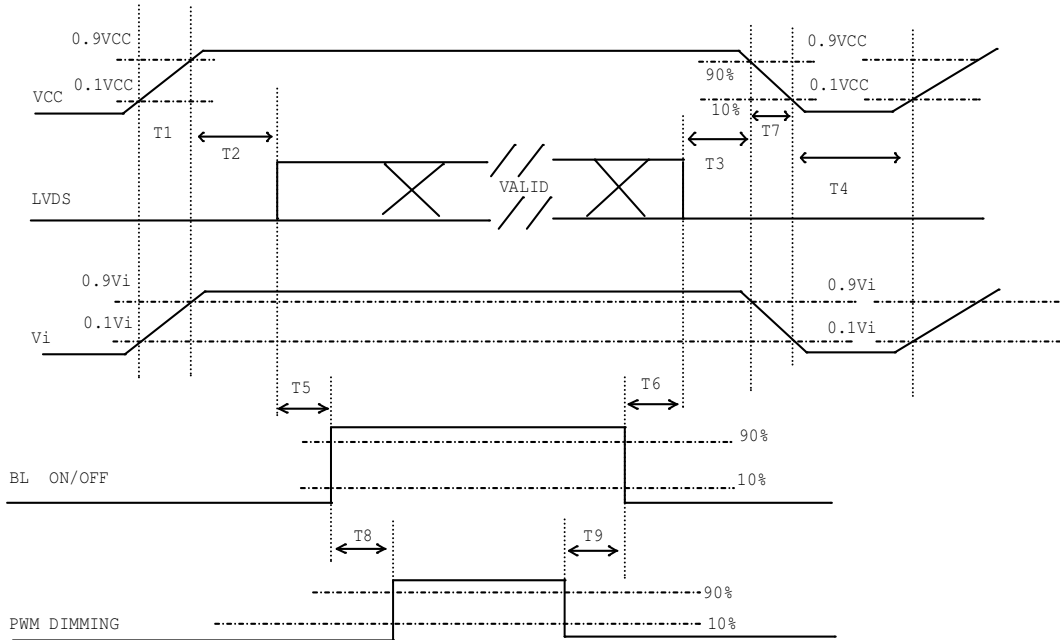 0.9VCC
0.9VCC
90%
0.1VCC
0.1VCC
VCC
10%
T7
T1
T2
T3
T4
LVDS
VALID
0.9Vi
0.9Vi
0.1Vi
0.1Vi
Vi
T5
T6
90%
BL ON/OFF
10%
T8
T9
90%
PWM DIMMING
10%